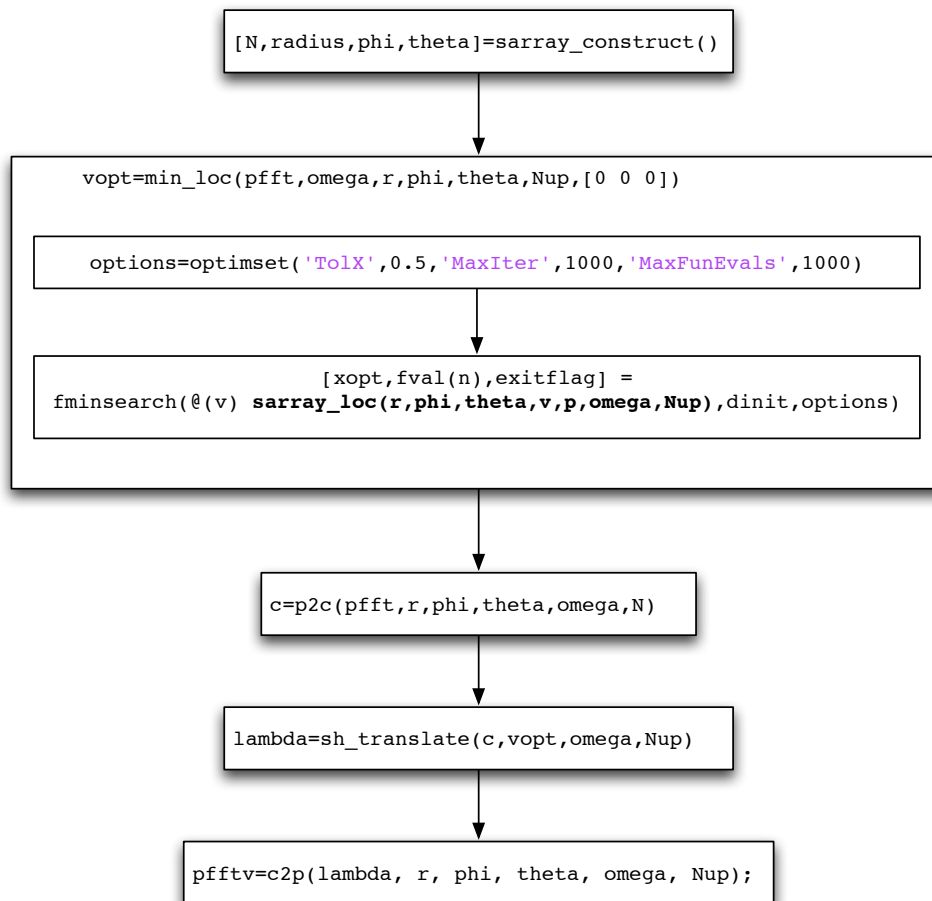 [N,radius,phi,theta]=sarray_construct()
vopt=min_loc(pfft,omega,r,phi,theta,Nup,[0 0 0])
options=optimset('TolX',0.5,'MaxIter',1000,'MaxFunEvals',1000)
[xopt,fval(n),exitflag] =
fminsearch(@(v) sarray_loc(r,phi,theta,v,p,omega,Nup),dinit,options)
c=p2c(pfft,r,phi,theta,omega,N)
lambda=sh_translate(c,vopt,omega,Nup)
pfftv=c2p(lambda, r, phi, theta, omega, Nup);